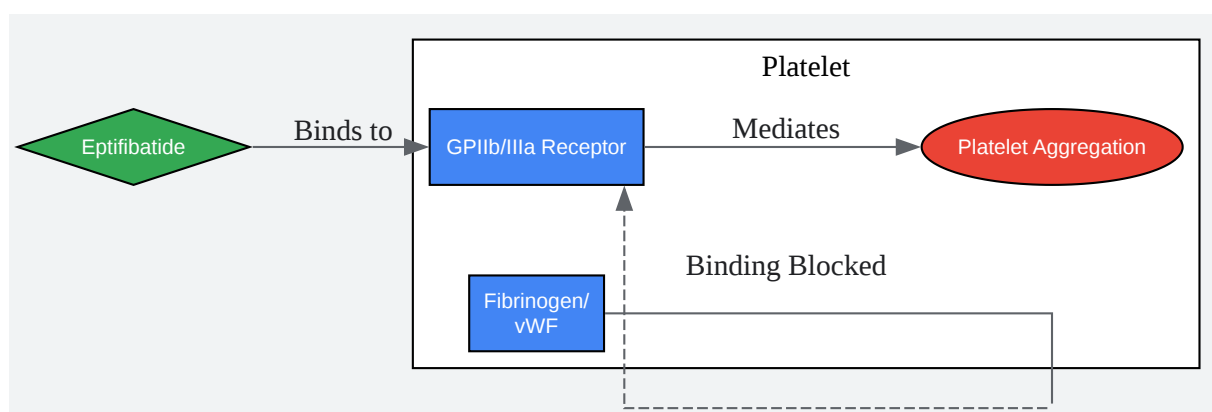 Platelet
Eptifibatide
Binds to
GPIIb/IIIa Receptor
Mediates
Platelet Aggregation
Binding Blocked
Fibrinogen/
vWF